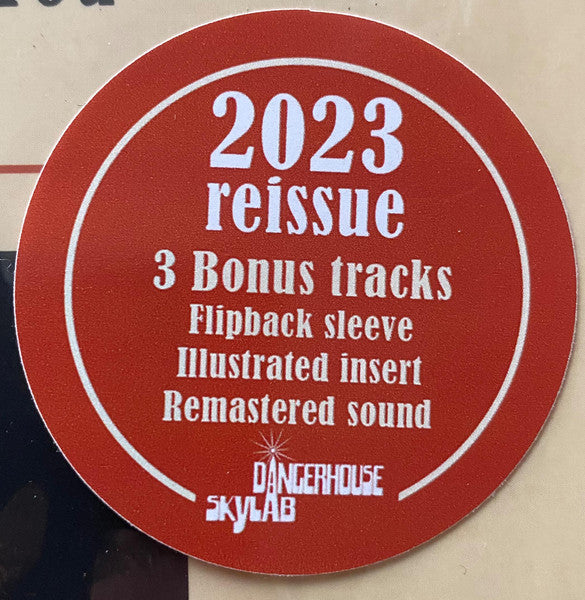 2023
reissue
3 Bonus tracks
Flipback sleeve
Illustrated insert
Remastered sound
DANGERHOUSE
SKYLAB